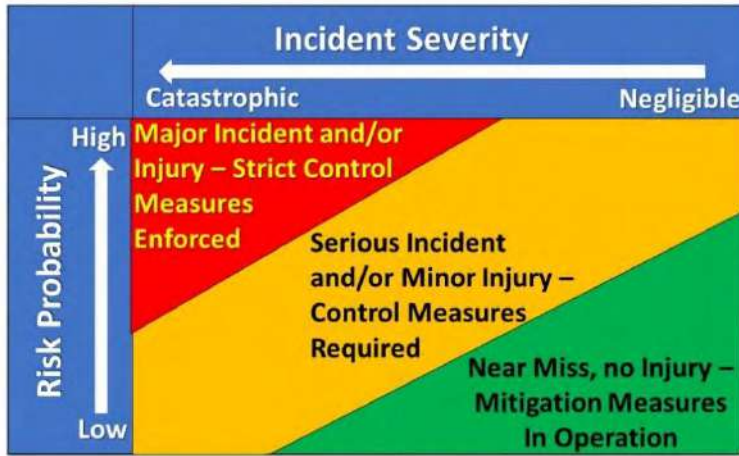 Incident Severity
Catastrophic
Negligible
High
Risk Probability
Low
Major Incident and/or
Injury – Strict Control
Measures
Enforced
Serious Incident
and/or Minor Injury –
Control Measures
Required
Near Miss, no Injury –
Mitigation Measures
In Operation